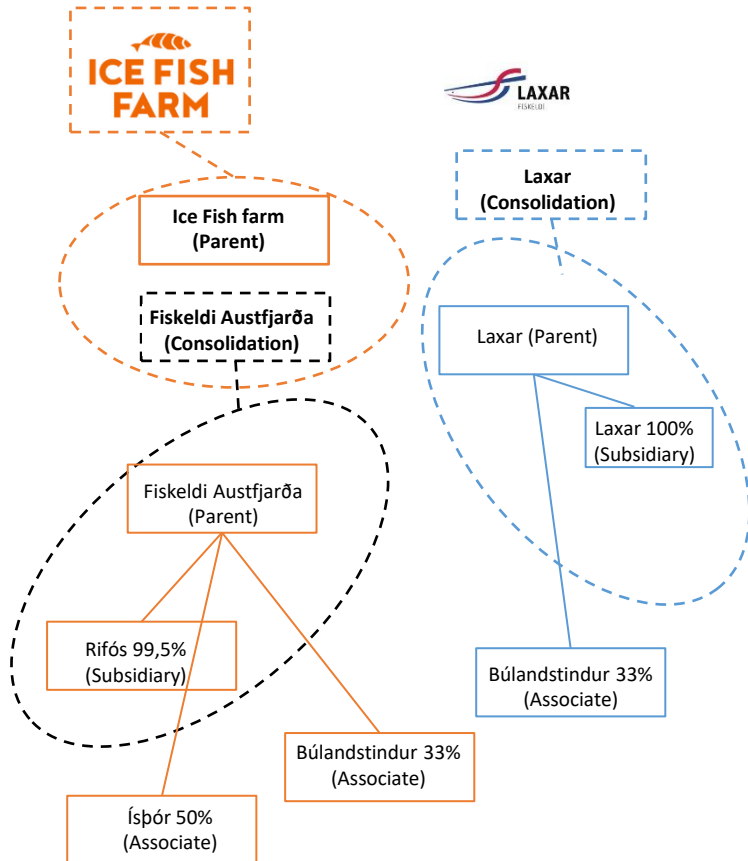 ICE FISH
FARM
LAXAR
FISKELDI
Laxar
(Consolidation)
Ice Fish farm
(Parent)
Fiskeldi Austfjarða
(Consolidation)
Laxar (Parent)
Laxar 100%
(Subsidiary)
Fiskeldi Austfjarða
(Parent)
Rifós 99,5%
(Subsidiary)
Búlandstindur 33%
(Associate)
Búlandstindur 33%
(Associate)
Ísþór 50%
(Associate)